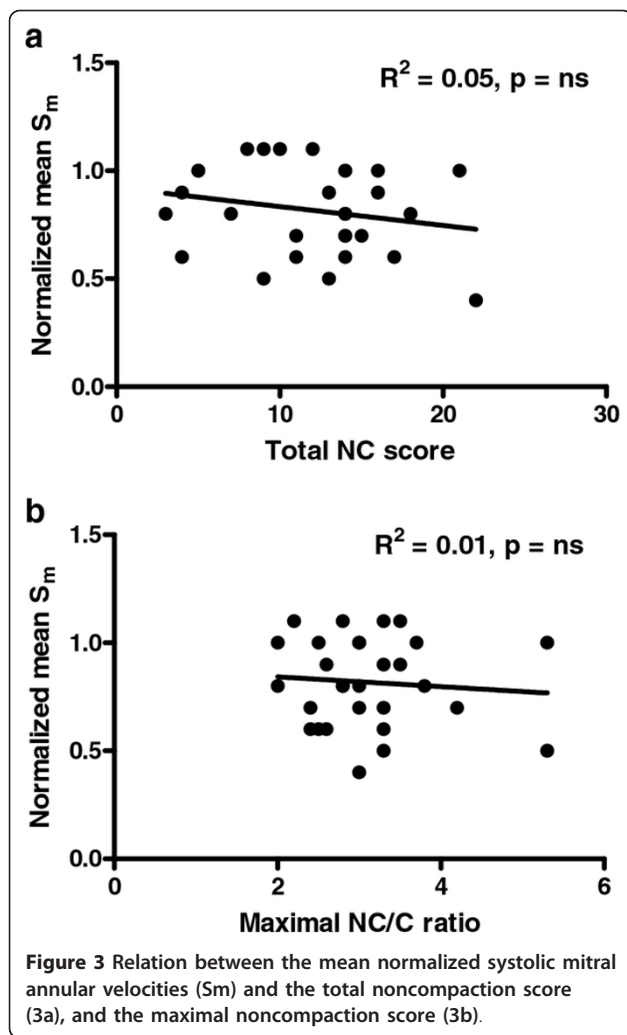 a
R² = 0.05, p = ns
Normalized mean Sₘ
1.5
1.0
0.5
0.0
0 10 20 30
Total NC score
b
R² = 0.01, p = ns
Normalized mean Sₘ
1.5
1.0
0.5
0.0
0 2 4 6
Maximal NC/C ratio
Figure 3 Relation between the mean normalized systolic mitral
annular velocities (Sm) and the total noncompaction score
(3a), and the maximal noncompaction score (3b).